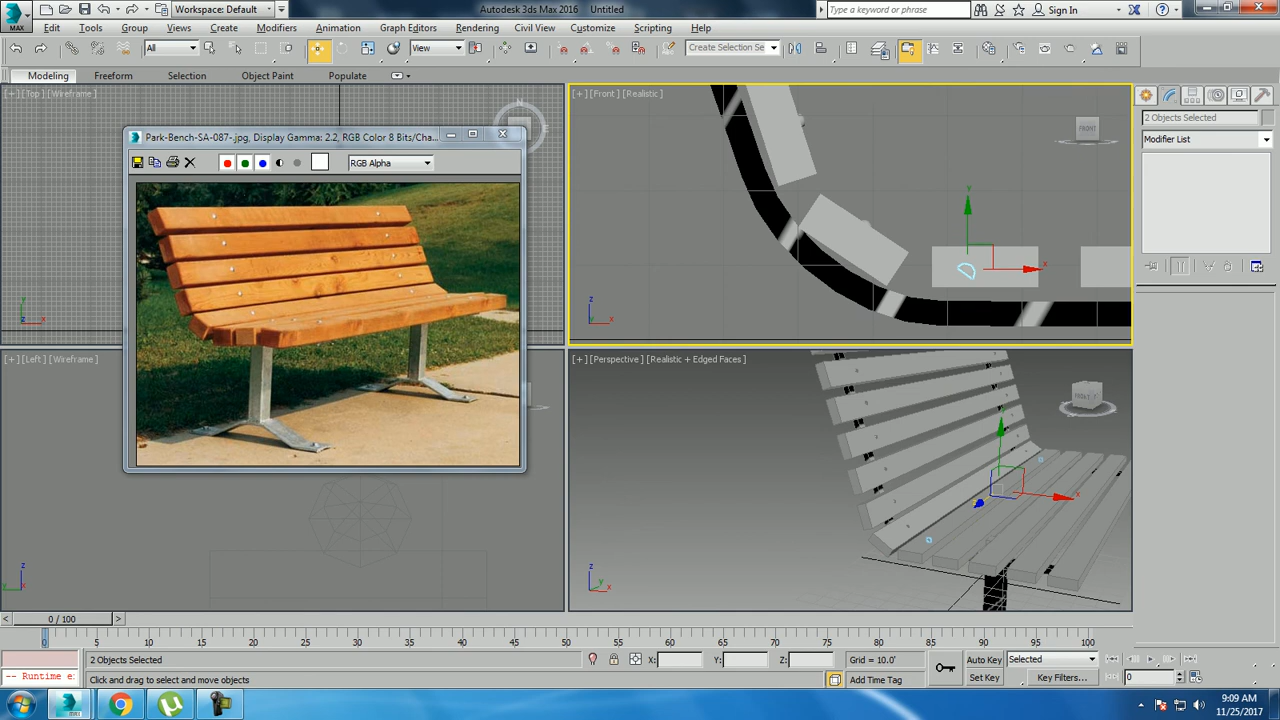 Workspace: Default
Autodesk 3ds Max 2016 Untitled
Type a keyword or phrase
Sign In
MAX
Edit Tools Group Views Create Modifiers Animation Graph Editors Rendering Civil View Customize Scripting Help
All
View
Create Selection Se
Modeling Freeform Selection Object Paint Populate
[+] [Top] [Wireframe]
[+] [Front] [Realistic]
FRONT
2 Objects Selected
Modifier List
Park-Bench-SA-087-.jpg, Display Gamma: 2.2, RGB Color 8 Bits/Cha...
RGB Alpha
N
y
x
z
x
z
x
[+] [Left] [Wireframe]
[+] [Perspective] [Realistic + Edged Faces]
FRONT
x
z
y
z
y
x
0 / 100
0 5 10 15 20 25 30 35 40 45 50 55 60 65 70 75 80 85 90 95 100
2 Objects Selected
X: Y: Z:
Grid = 10.0'
Auto Key
Selected
-- Runtime e:
Click and drag to select and move objects
Add Time Tag
Set Key
Key Filters...
0
9:09 AM
11/25/2017